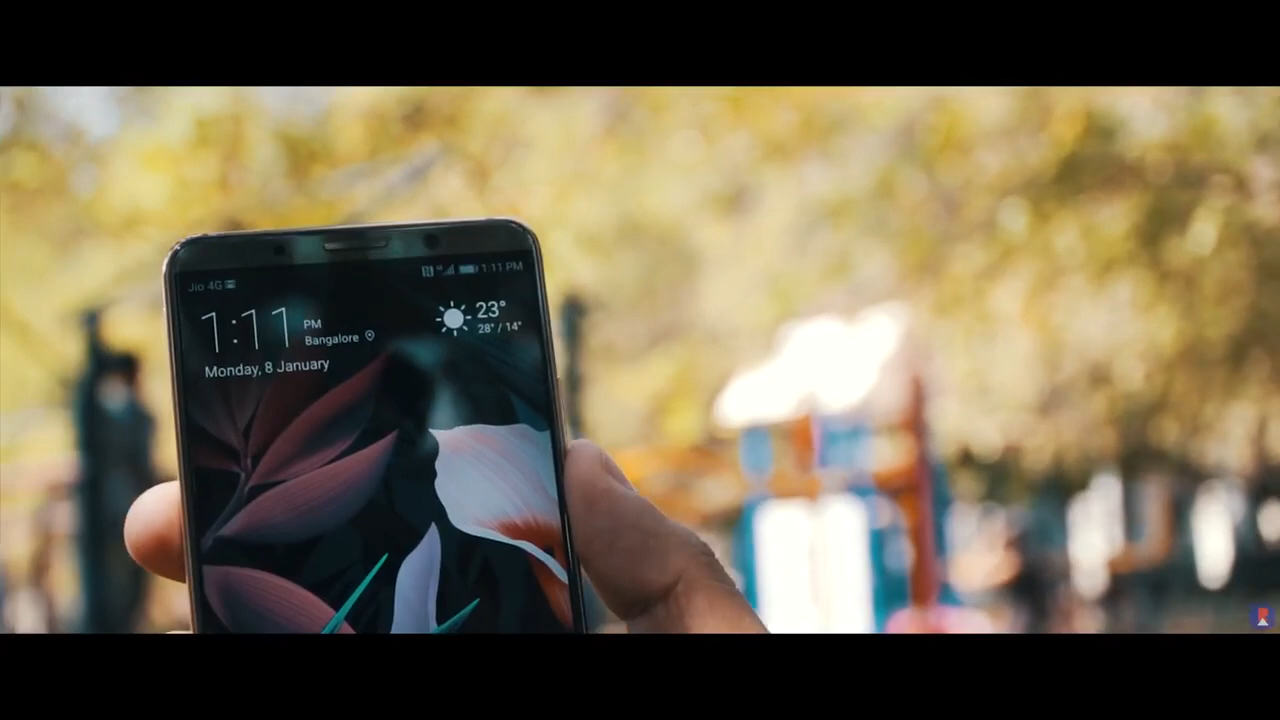 Jio 4G
1:11 PM
1:11 PM
Bangalore
Monday, 8 January
23°
28° / 14°